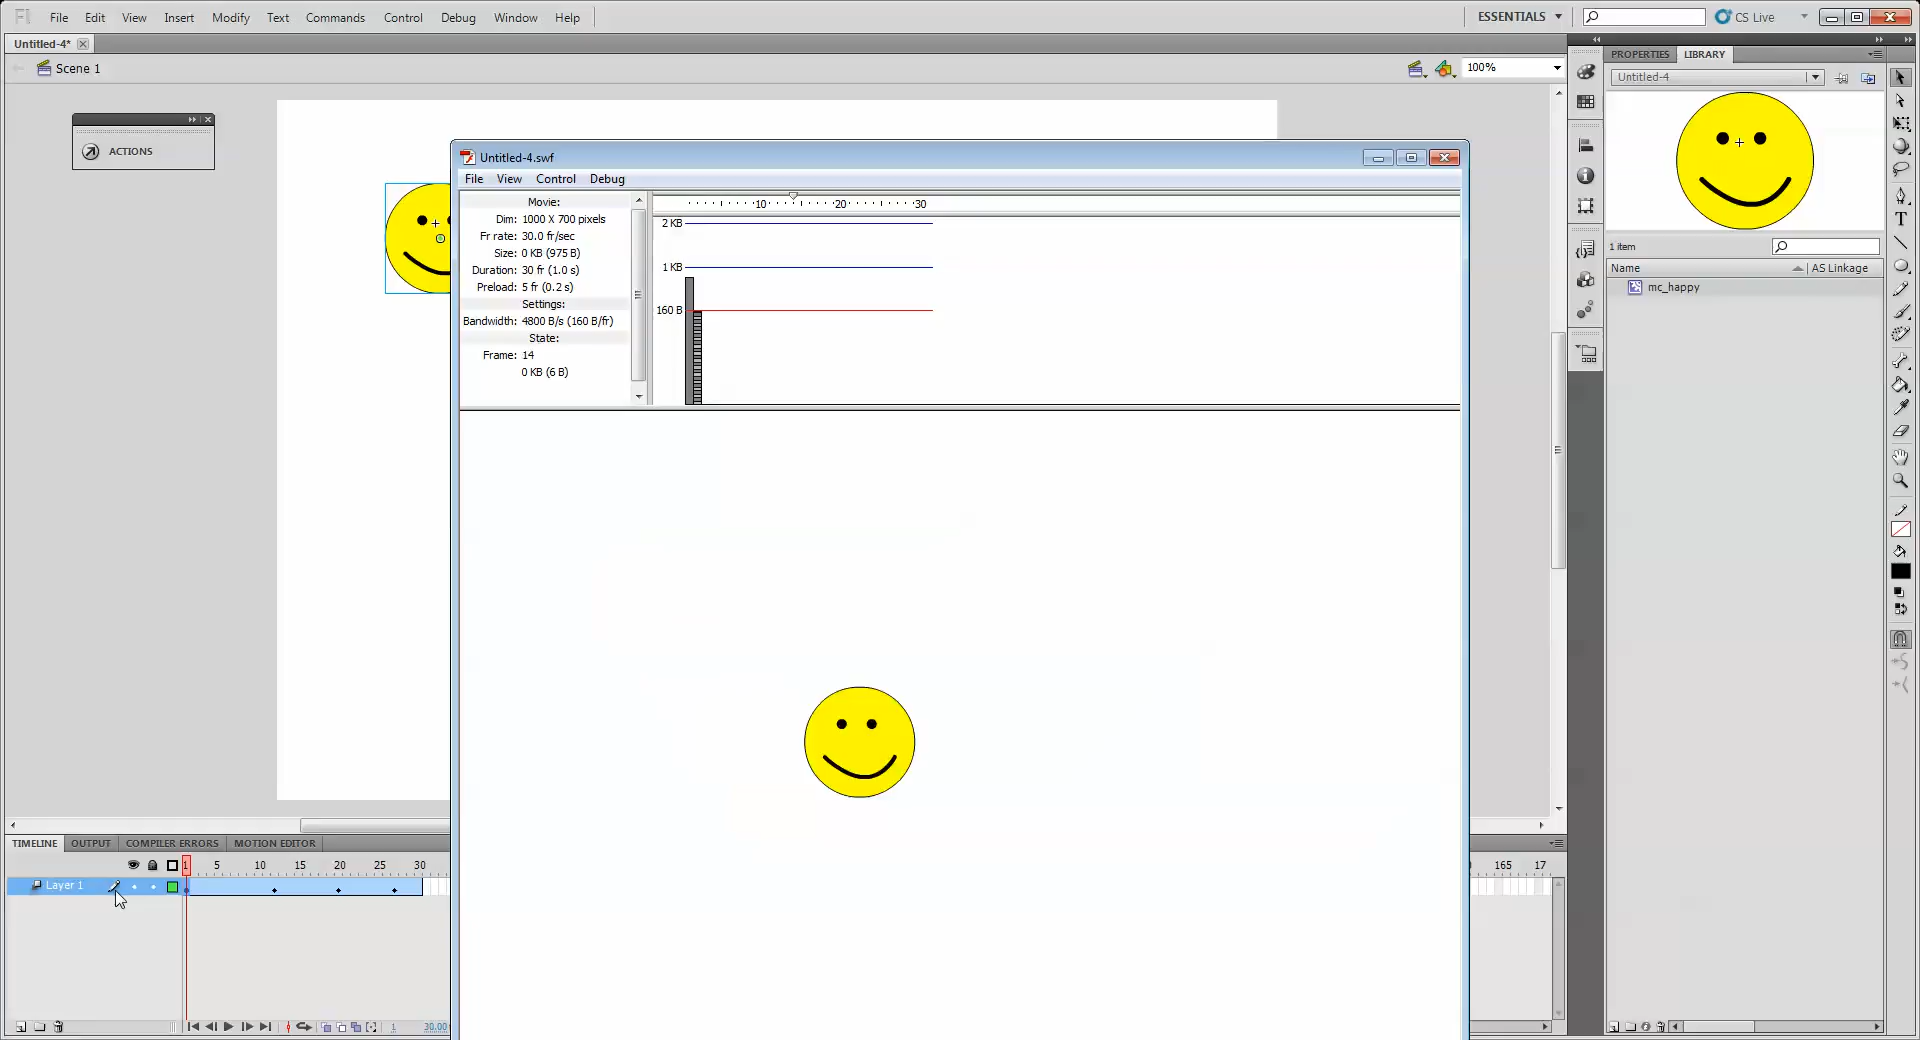 Fl File Edit View Insert Modify Text Commands Control Debug Window Help ESSENTIALS CS Live
Untitled-4*
Scene 1 100%
ACTIONS
Untitled-4.swf
File View Control Debug
Movie:
Dim: 1000 X 700 pixels
Fr rate: 30.0 fr/sec
Size: 0 KB (975 B)
Duration: 30 fr (1.0 s)
Preload: 5 fr (0.2 s)
Settings:
Bandwidth: 4800 B/s (160 B/fr)
State:
Frame: 14
0 KB (6 B)
10 20 30
2 KB
1 KB
160 B
PROPERTIES LIBRARY
Untitled-4
1 item
Name AS Linkage
mc_happy
TIMELINE OUTPUT COMPILER ERRORS MOTION EDITOR
1 5 10 15 20 25 30 165 17
Layer 1
1 30.00